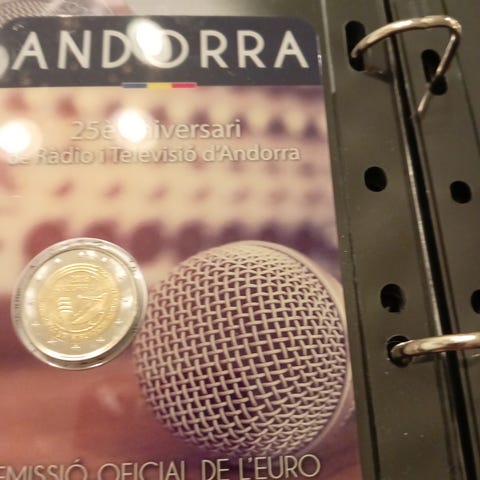 ANDORRA
25è aniversari
de Ràdio i Televisió d'Andorra
EMISSIÓ OFICIAL DE L'EURO